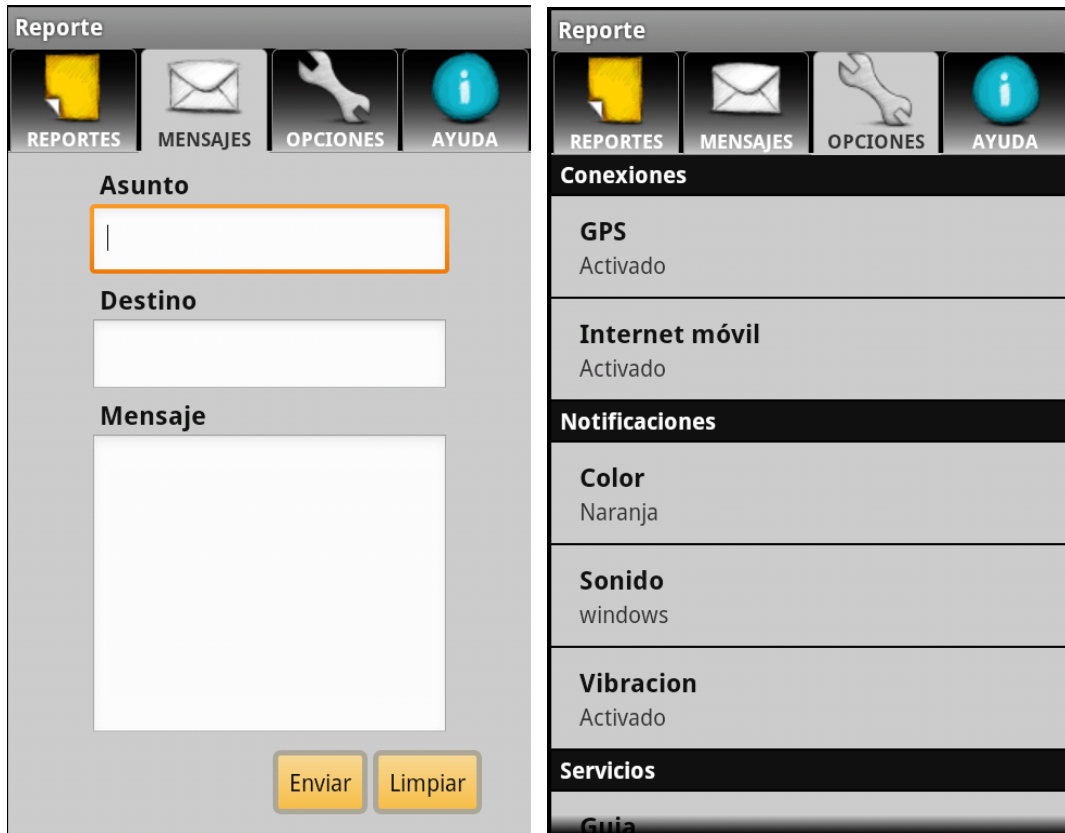 Reporte
REPORTES MENSAJES OPCIONES AYUDA
Asunto
Destino
Mensaje
Enviar Limpiar
Reporte
REPORTES MENSAJES OPCIONES AYUDA
Conexiones
GPS
Activado
Internet móvil
Activado
Notificaciones
Color
Naranja
Sonido
windows
Vibracion
Activado
Servicios
Guia